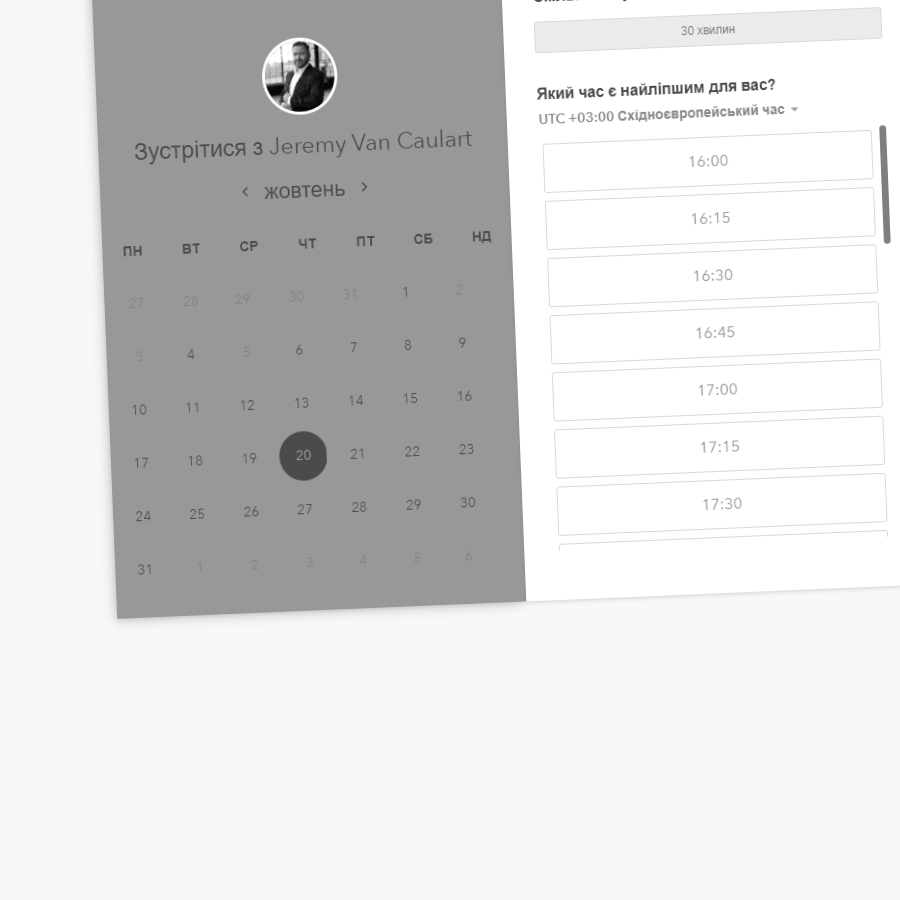 Зустрітися з Jeremy Van Caulart
‹ жовтень ›
ПН ВТ СР ЧТ ПТ СБ НД
27 28 29 30 31 1 2
3 4 5 6 7 8 9
10 11 12 13 14 15 16
17 18 19 20 21 22 23
24 25 26 27 28 29 30
31 1 2 3 4 5 6
30 хвилин
Який час є найліпшим для вас?
UTC +03:00 Східноєвропейський час
16:00
16:15
16:30
16:45
17:00
17:15
17:30